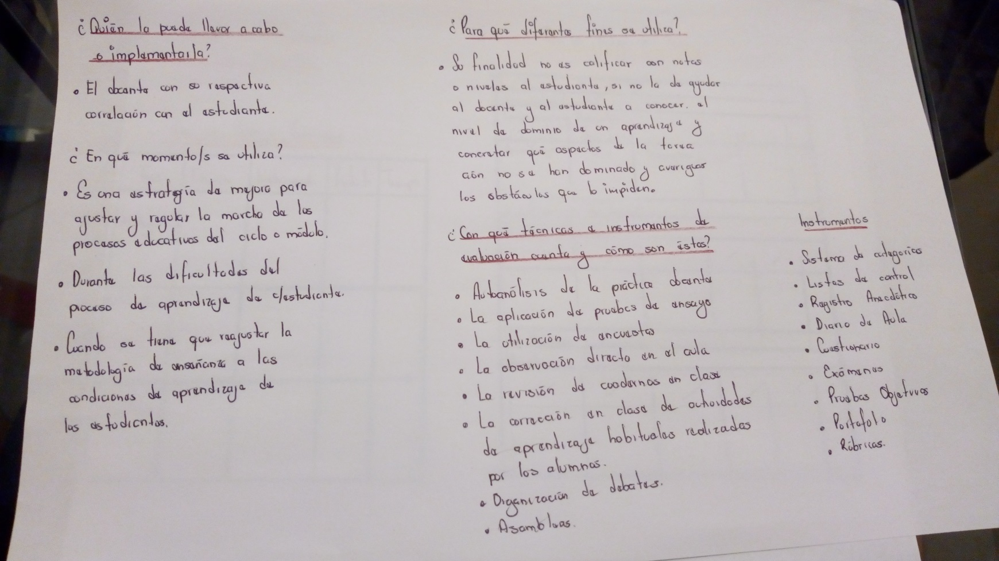 ¿Quién la puede llevar a cabo
o implementarla?
• El docente con su respectiva
correlación con el estudiante.
¿En qué momento/s se utiliza?
• Es una estrategia de mejora para
ajustar y regular la marcha de los
procesos educativos del ciclo o módulo.
• Durante las dificultades del
proceso de aprendizaje de c/estudiante.
• Cuando se tiene que reajustar la
metodología de enseñanza a las
condiciones de aprendizaje de
los estudiantes.
¿Para qué diferentes fines se utiliza?
• Su finalidad no es calificar con notas
o niveles al estudiante, si no la de ayudar
al docente y al estudiante a conocer. el
nivel de dominio de un aprendizaje y
concretar qué aspectos de la tarea
aún no se han dominado y averiguar
los obstáculos que lo impiden.
¿Con qué técnicas e instrumentos de
evaluación cuenta y cómo son éstos?
• Autoanálisis de la práctica docente
• La aplicación de pruebas de ensayo
• La utilización de encuestas
• La observación directa en el aula
• La revisión de cuadernos en clase
• La corrección en clase de actividades
de aprendizaje habituales realizadas
por los alumnos.
• Organización de debates.
• Asambleas.
Instrumentos
• Sistema de categorías
• Listas de control
• Registro Anecdótico
• Diario de Aula
• Cuestionario
• Exámenes
• Pruebas Objetivas
• Portafolo
• Rúbricas.